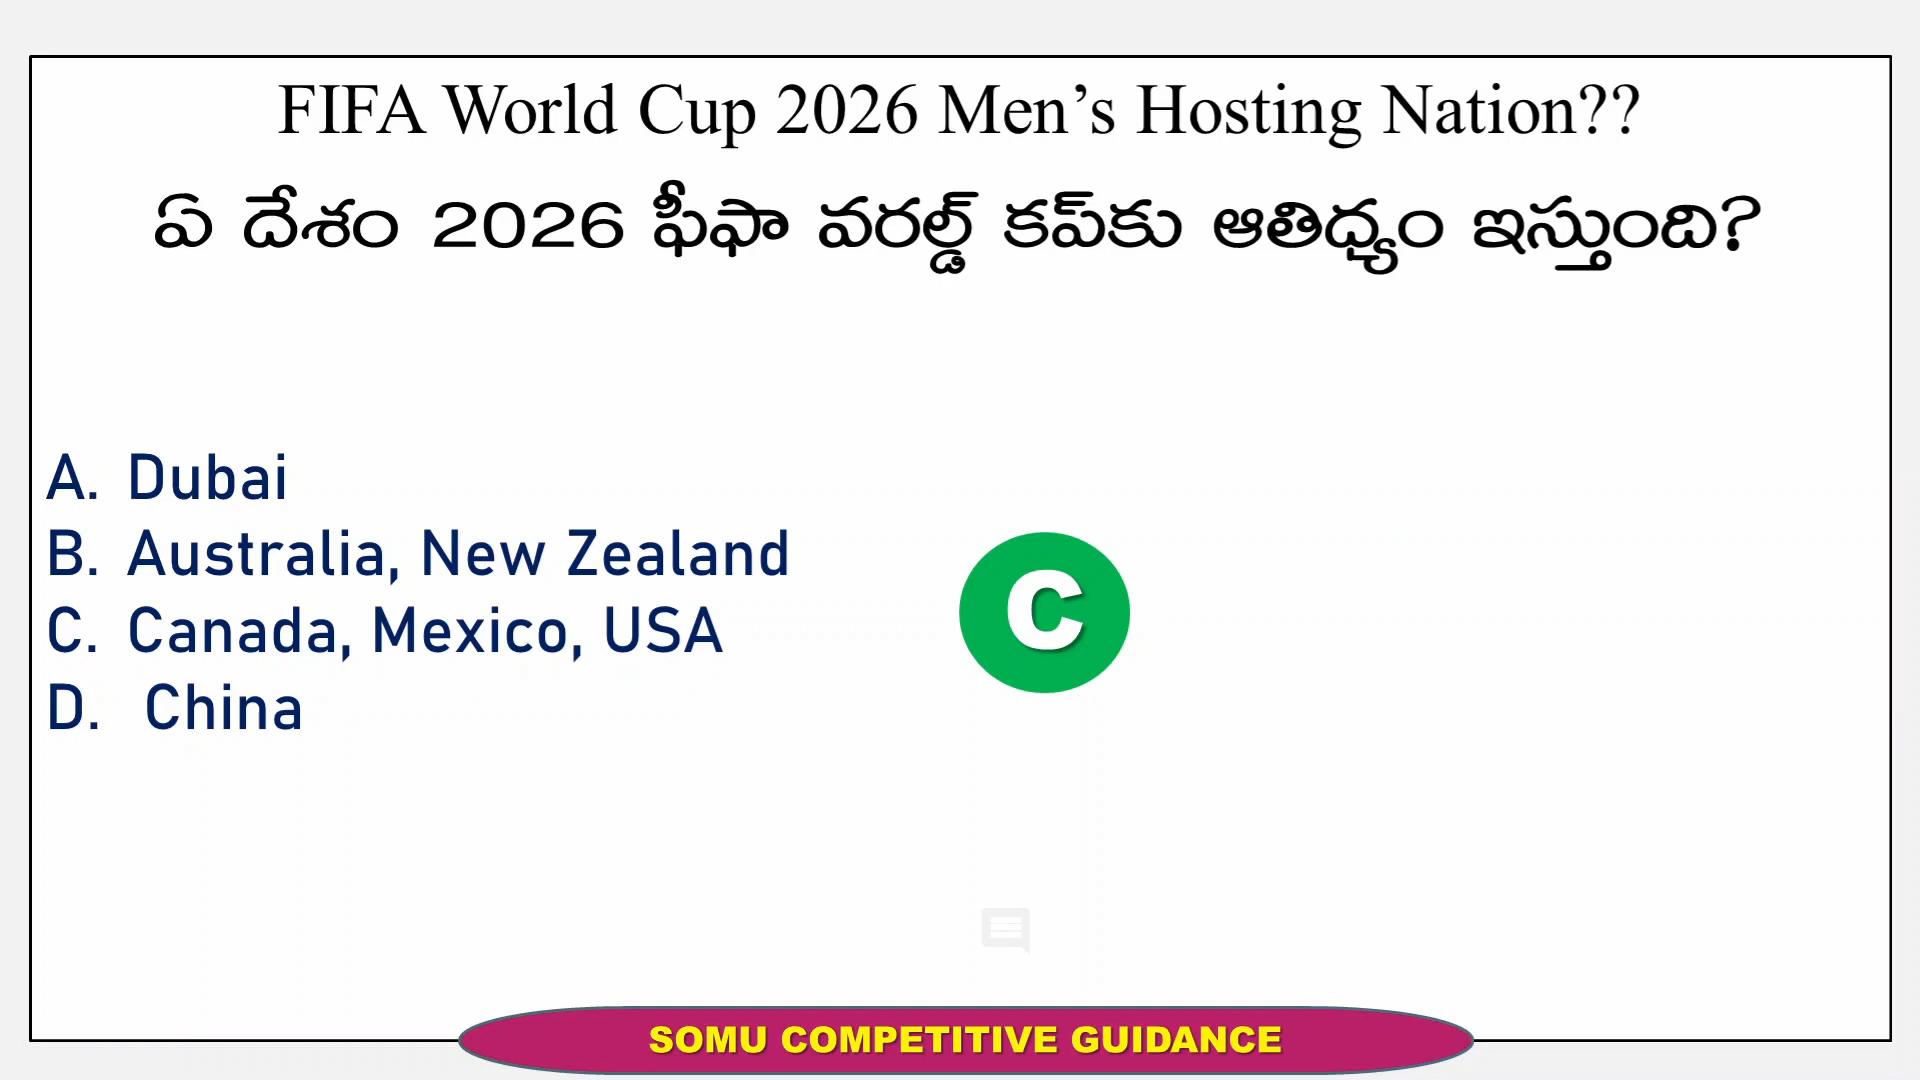 FIFA World Cup 2026 Men’s Hosting Nation??
ఏ దేశం 2026 ఫీఫా వరల్డ్ కప్‌కు ఆతిధ్యం ఇస్తుంది?
A. Dubai
B. Australia, New Zealand
C. Canada, Mexico, USA
D. China
C
SOMU COMPETITIVE GUIDANCE